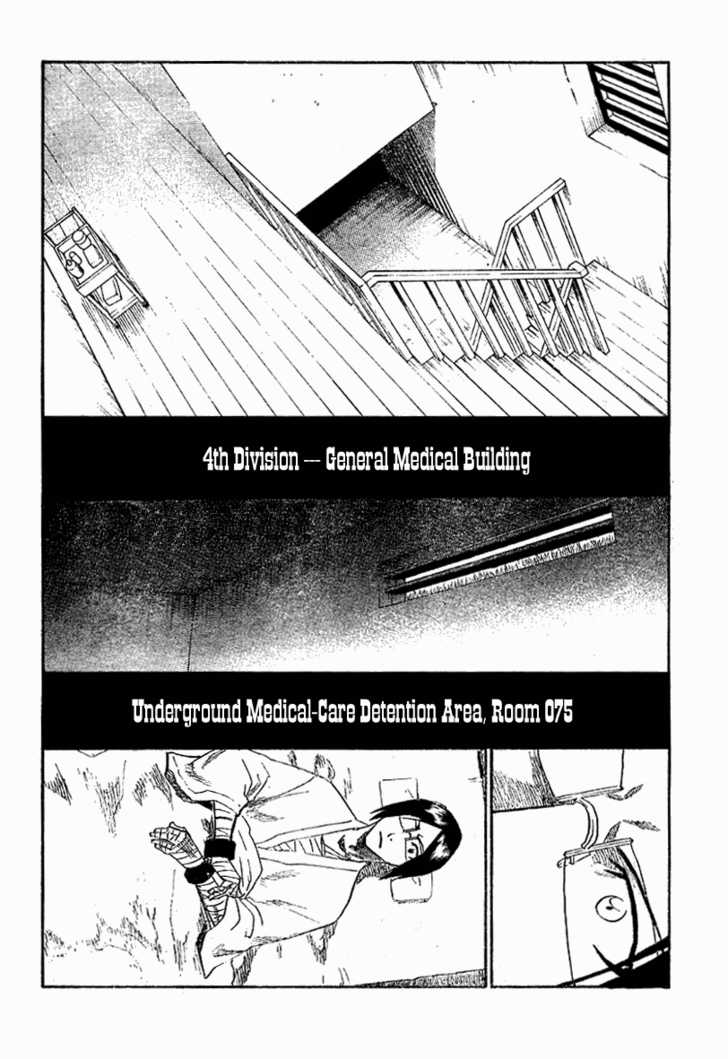 4th Division — General Medical Building
Underground Medical-Care Detention Area, Room 075